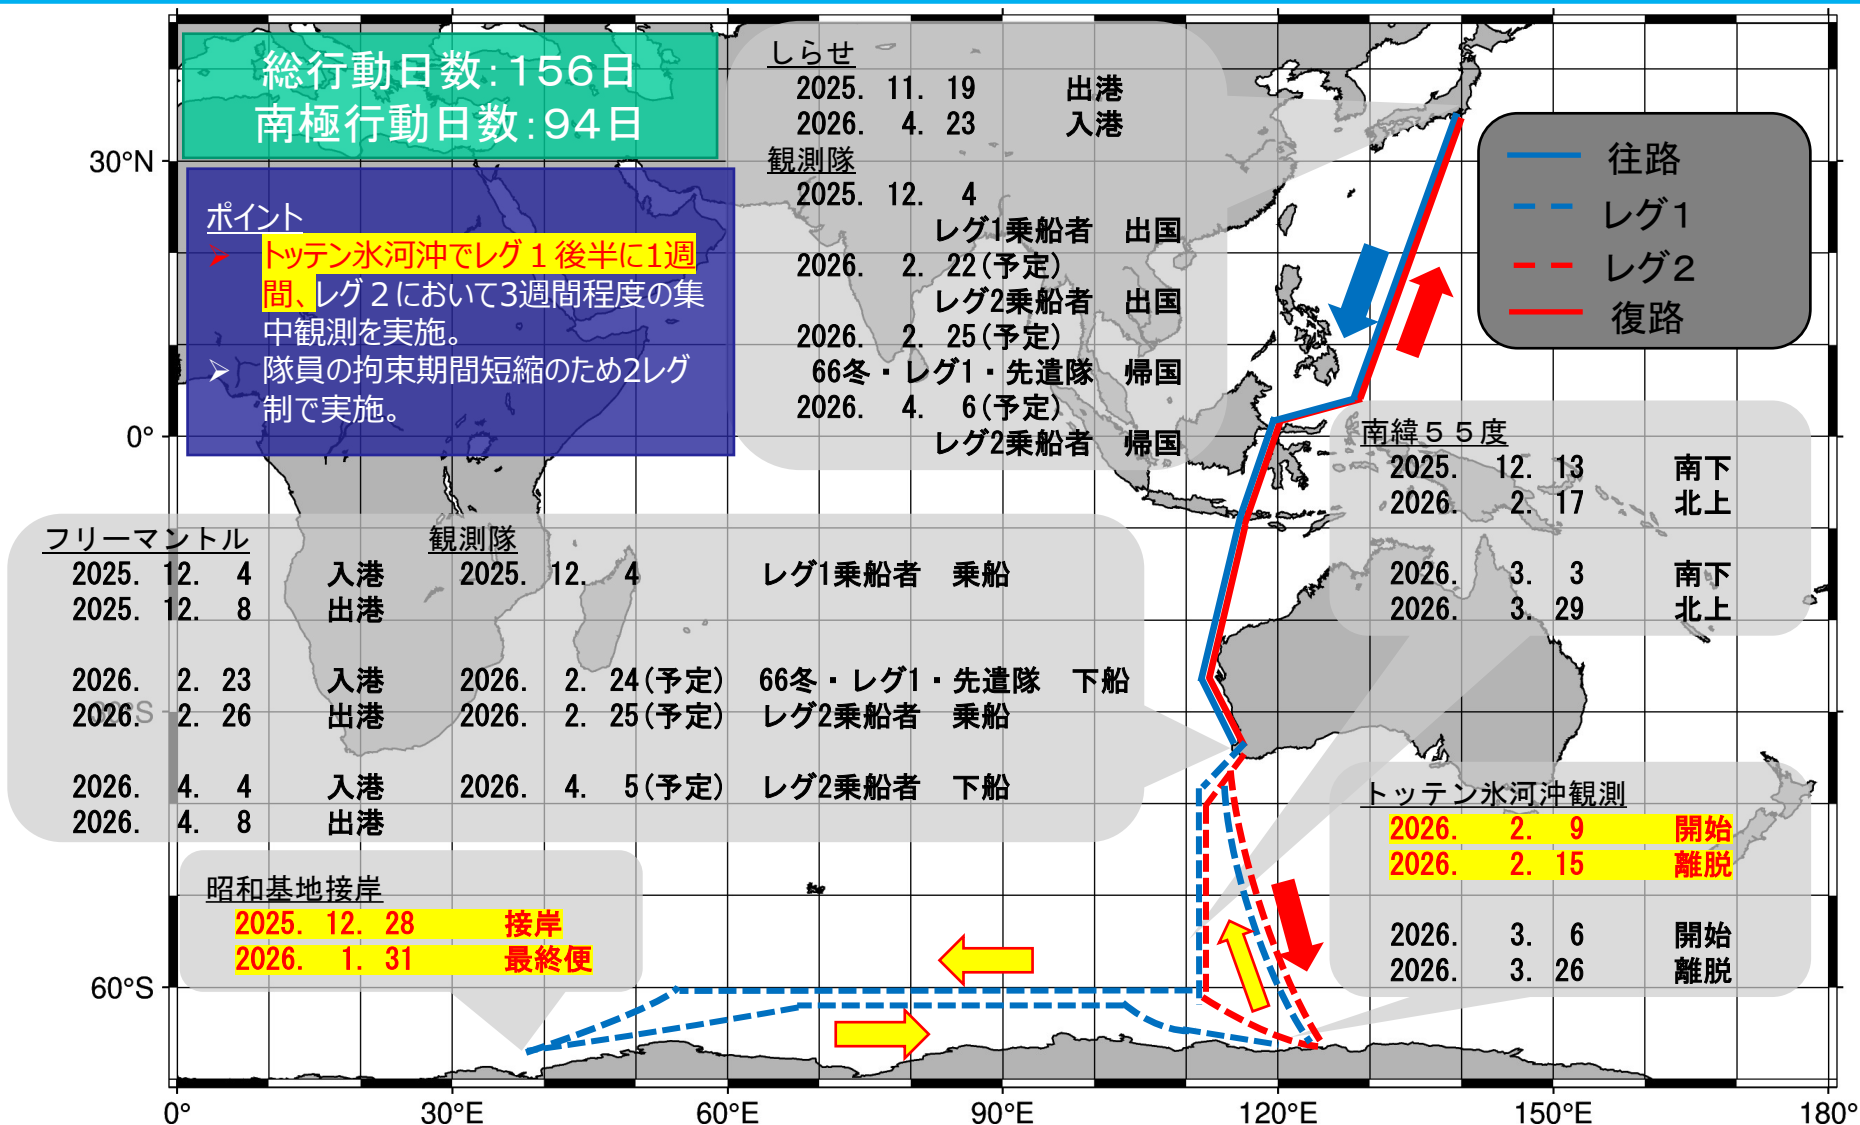 総行動日数:156日
南極行動日数:94日
ポイント
➢ トッテン氷河沖でレグ1後半に1週
間、レグ2において3週間程度の集
中観測を実施。
➢ 隊員の拘束期間短縮のため2レグ
制で実施。
しらせ
2025. 11. 19 出港
2026. 4. 23 入港
観測隊
2025. 12. 4
レグ1乗船者 出国
2026. 2. 22(予定)
レグ2乗船者 出国
2026. 2. 25(予定)
66冬・レグ1・先遣隊 帰国
2026. 4. 6(予定)
レグ2乗船者 帰国
往路
レグ1
レグ2
復路
南緯55度
2025. 12. 13 南下
2026. 2. 17 北上
2026. 3. 3 南下
2026. 3. 29 北上
フリーマントル 観測隊
2025. 12. 4 入港 2025. 12. 4 レグ1乗船者 乗船
2025. 12. 8 出港
2026. 2. 23 入港 2026. 2. 24(予定) 66冬・レグ1・先遣隊 下船
2026. 2. 26 出港 2026. 2. 25(予定) レグ2乗船者 乗船
2026. 4. 4 入港 2026. 4. 5(予定) レグ2乗船者 下船
2026. 4. 8 出港
トッテン氷河沖観測
2026. 2. 9 開始
2026. 2. 15 離脱
2026. 3. 6 開始
2026. 3. 26 離脱
昭和基地接岸
2025. 12. 28 接岸
2026. 1. 31 最終便
30°N
0°
30°S
60°S
0° 30°E 60°E 90°E 120°E 150°E 180°